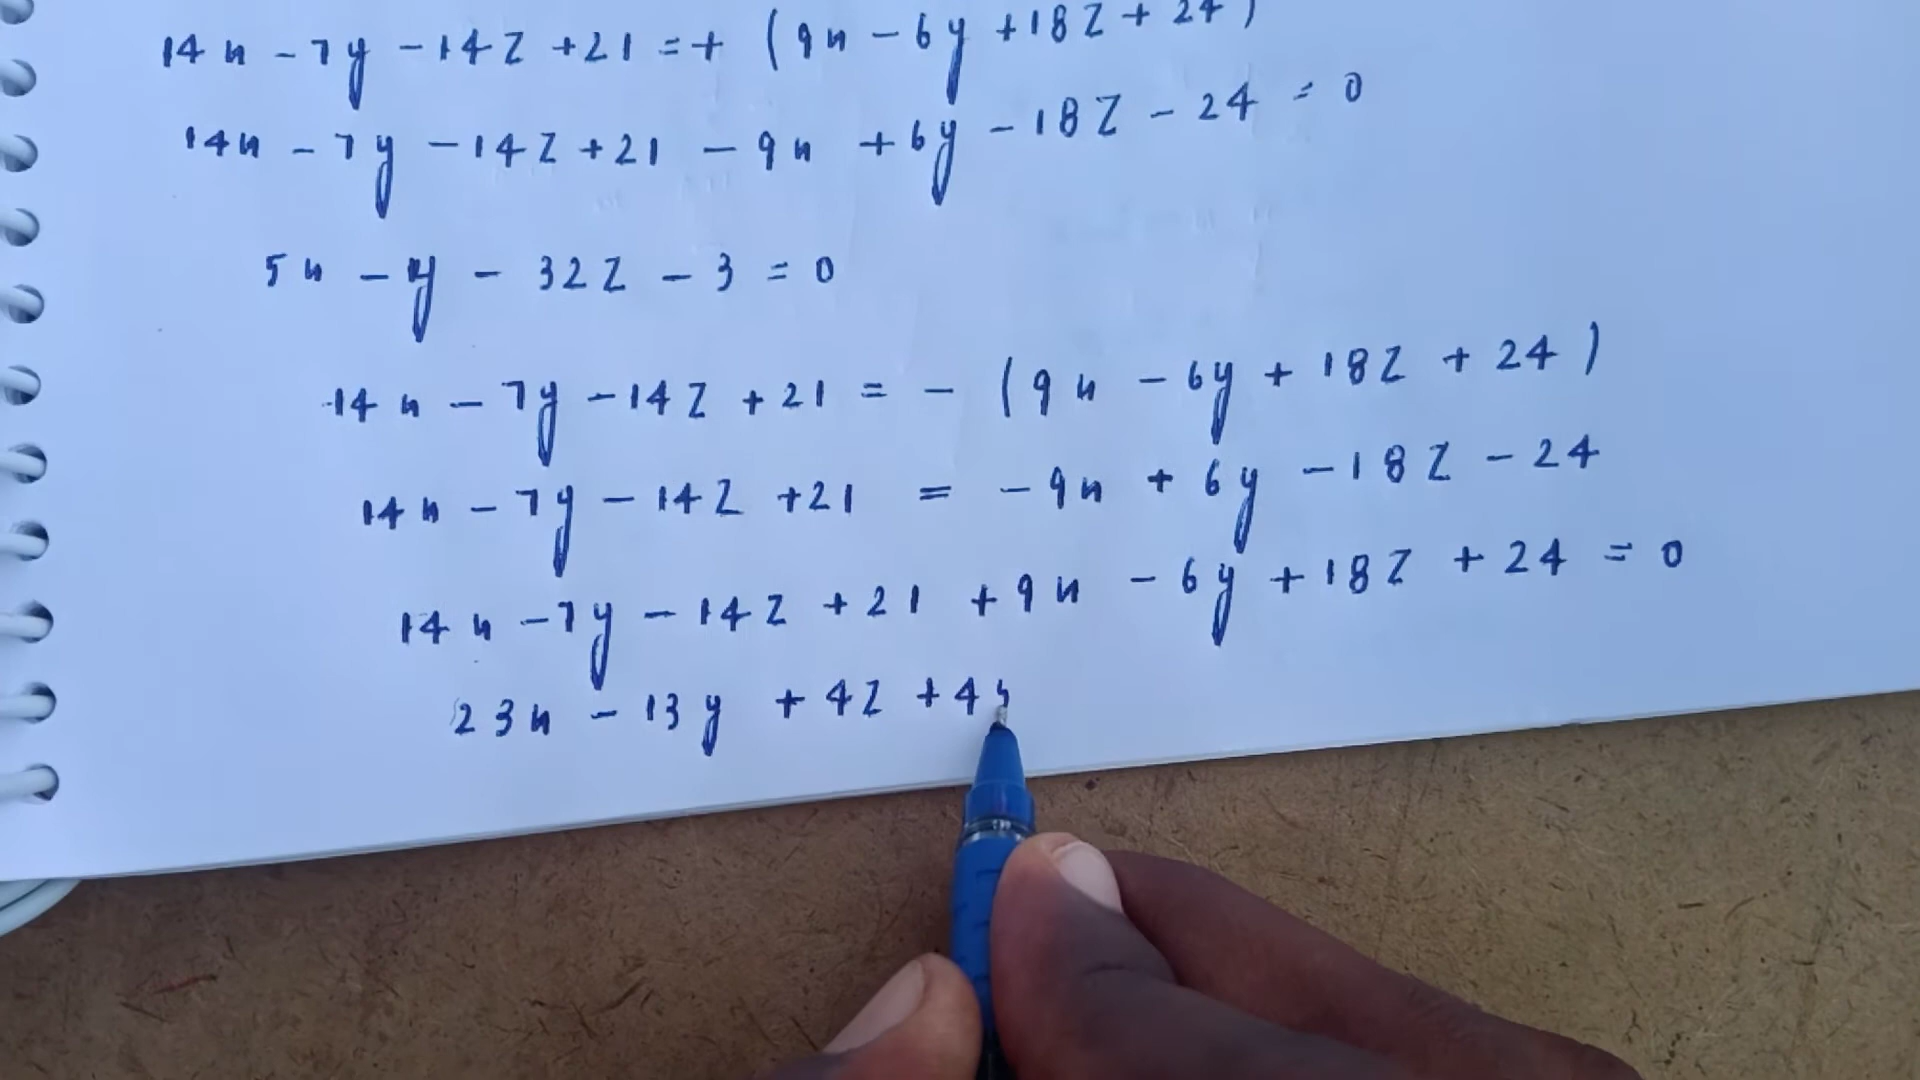 14x - 7y - 14z + 21 = + (9x - 6y + 18z + 24)
14x - 7y - 14z + 21 - 9x + 6y - 18z - 24 = 0
5x - y - 32z - 3 = 0
14x - 7y - 14z + 21 = - (9x - 6y + 18z + 24)
14x - 7y - 14z + 21 = - 9x + 6y - 18z - 24
14x - 7y - 14z + 21 + 9x - 6y + 18z + 24 = 0
23x - 13y + 4z + 45